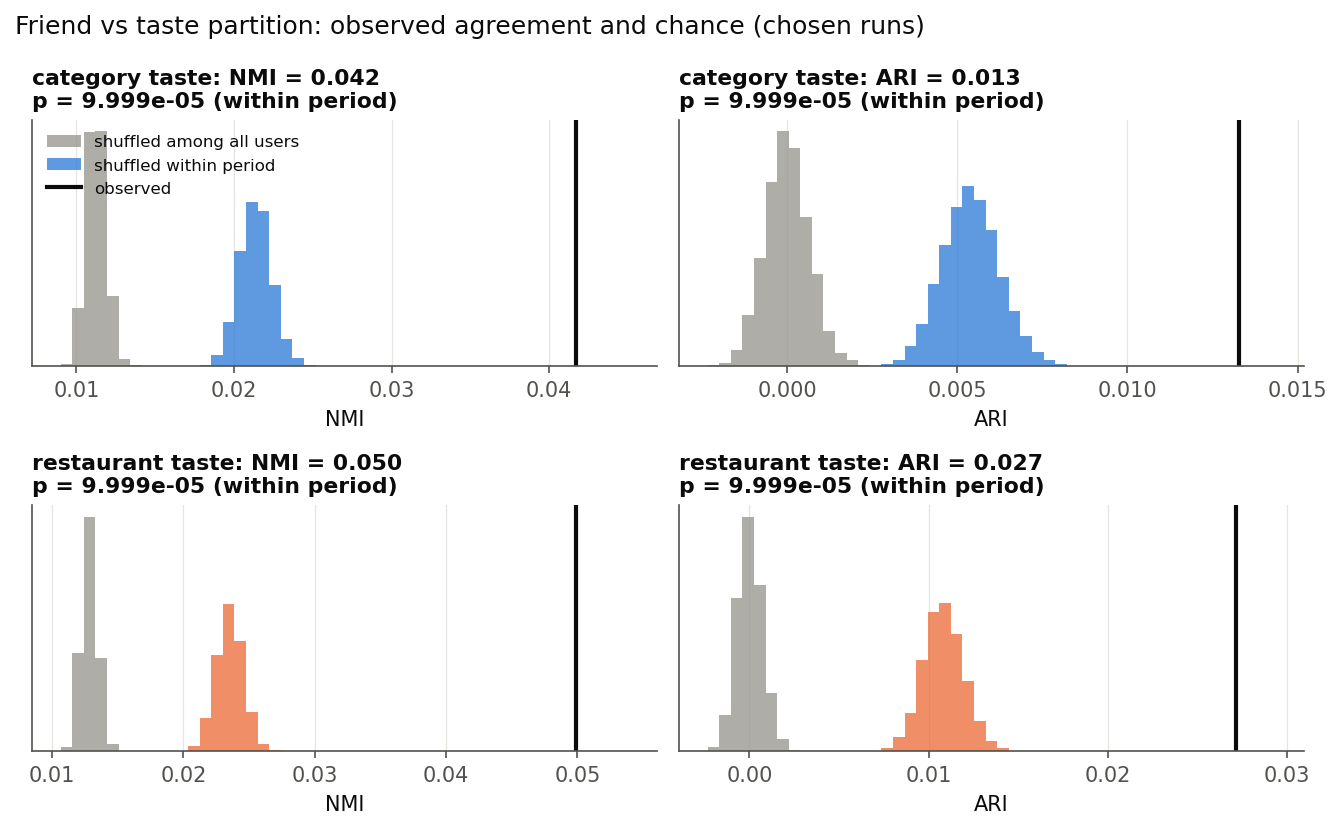 Friend vs taste partition: observed agreement and chance (chosen runs)
category taste: NMI = 0.042
p = 9.999e-05 (within period)
shuffled among all users
shuffled within period
observed
0.01 0.02 0.03 0.04
NMI
category taste: ARI = 0.013
p = 9.999e-05 (within period)
0.000 0.005 0.010 0.015
ARI
restaurant taste: NMI = 0.050
p = 9.999e-05 (within period)
0.01 0.02 0.03 0.04 0.05
NMI
restaurant taste: ARI = 0.027
p = 9.999e-05 (within period)
0.00 0.01 0.02 0.03
ARI